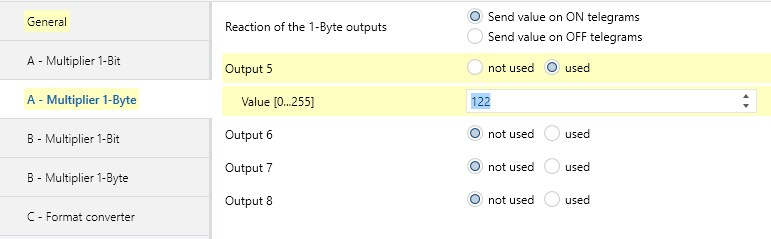 General
A - Multiplier 1-Bit
A - Multiplier 1-Byte
B - Multiplier 1-Bit
B - Multiplier 1-Byte
C - Format converter
Reaction of the 1-Byte outputs
Send value on ON telegrams
Send value on OFF telegrams
Output 5 not used used
Value [0...255] 122
Output 6 not used used
Output 7 not used used
Output 8 not used used